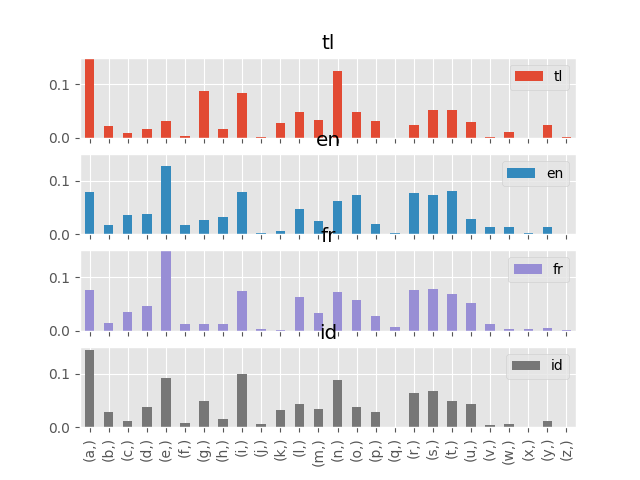 tl
0.1
0.0
tl
en
0.1
0.0
en
fr
0.1
0.0
fr
id
0.1
0.0
id
(a,) (b,) (c,) (d,) (e,) (f,) (g,) (h,) (i,) (j,) (k,) (l,) (m,) (n,) (o,) (p,) (q,) (r,) (s,) (t,) (u,) (v,) (w,) (x,) (y,) (z,)